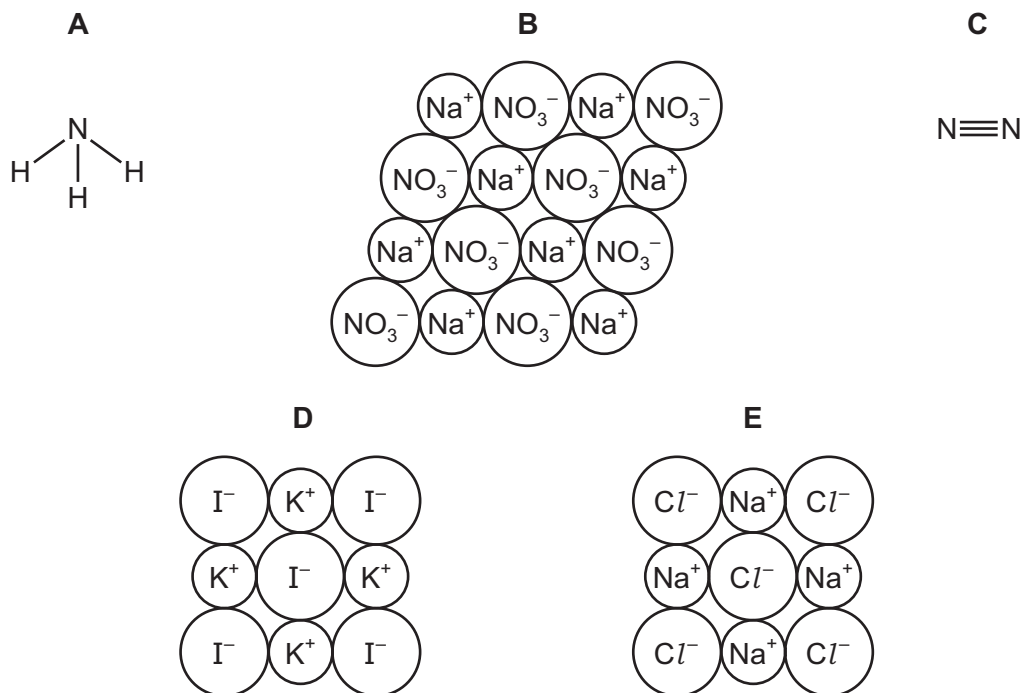 A B C
Na⁺ NO₃⁻ Na⁺ NO₃⁻
NO₃⁻ Na⁺ NO₃⁻ Na⁺
Na⁺ NO₃⁻ Na⁺ NO₃⁻
NO₃⁻ Na⁺ NO₃⁻ Na⁺
N
H H
H
N≡N
D E
I⁻ K⁺ I⁻
K⁺ I⁻ K⁺
I⁻ K⁺ I⁻
Cl⁻ Na⁺ Cl⁻
Na⁺ Cl⁻ Na⁺
Cl⁻ Na⁺ Cl⁻